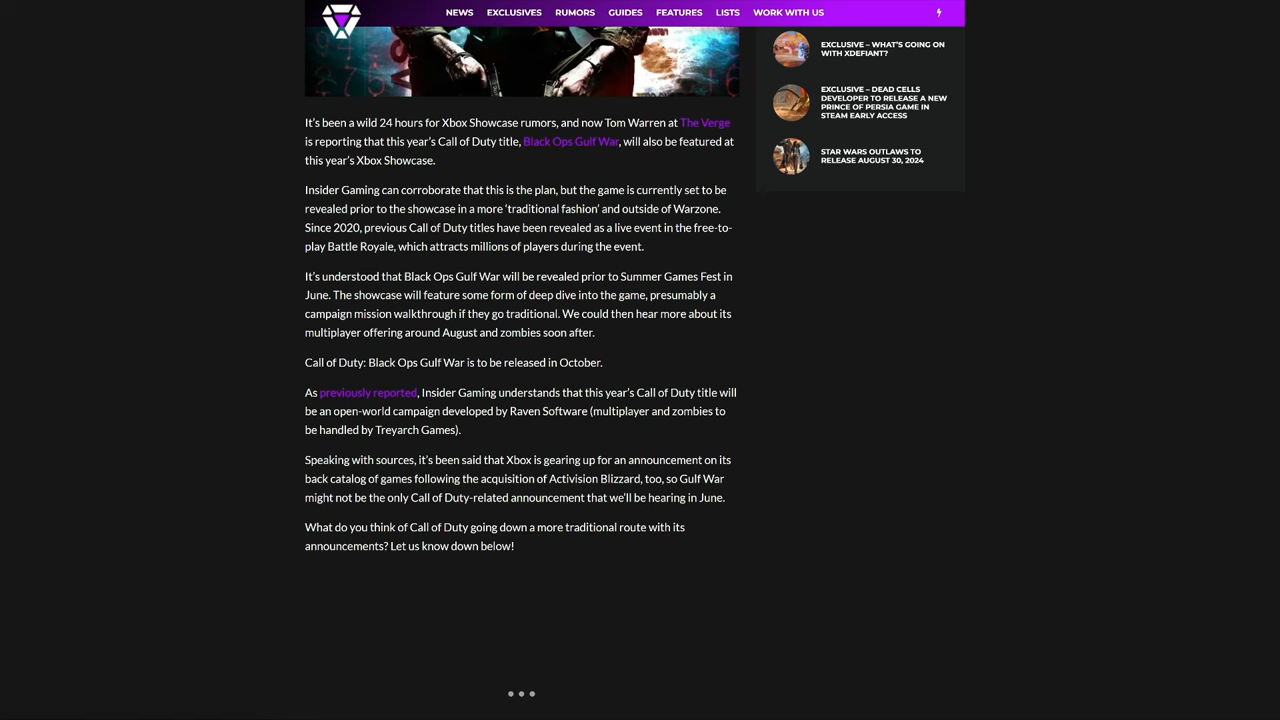 NEWS EXCLUSIVES RUMORS GUIDES FEATURES LISTS WORK WITH US
It's been a wild 24 hours for Xbox Showcase rumors, and now Tom Warren at The Verge
is reporting that this year's Call of Duty title, Black Ops Gulf War, will also be featured at
this year's Xbox Showcase.
Insider Gaming can corroborate that this is the plan, but the game is currently set to be
revealed prior to the showcase in a more 'traditional fashion' and outside of Warzone.
Since 2020, previous Call of Duty titles have been revealed as a live event in the free-to-
play Battle Royale, which attracts millions of players during the event.
It's understood that Black Ops Gulf War will be revealed prior to Summer Games Fest in
June. The showcase will feature some form of deep dive into the game, presumably a
campaign mission walkthrough if they go traditional. We could then hear more about its
multiplayer offering around August and zombies soon after.
Call of Duty: Black Ops Gulf War is to be released in October.
As previously reported, Insider Gaming understands that this year's Call of Duty title will
be an open-world campaign developed by Raven Software (multiplayer and zombies to
be handled by Treyarch Games).
Speaking with sources, it's been said that Xbox is gearing up for an announcement on its
back catalog of games following the acquisition of Activision Blizzard, too, so Gulf War
might not be the only Call of Duty-related announcement that we'll be hearing in June.
What do you think of Call of Duty going down a more traditional route with its
announcements? Let us know down below!
EXCLUSIVE – WHAT'S GOING ON
WITH XDEFIANT?
EXCLUSIVE – DEAD CELLS
DEVELOPER TO RELEASE A NEW
PRINCE OF PERSIA GAME IN
STEAM EARLY ACCESS
STAR WARS OUTLAWS TO
RELEASE AUGUST 30, 2024